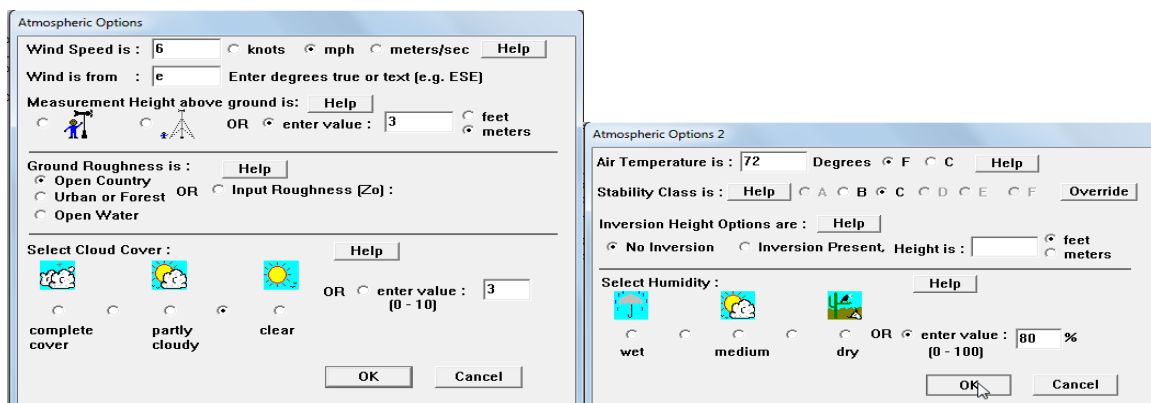 Atmospheric Options
Wind Speed is : 6 knots mph meters/sec Help
Wind is from : e Enter degrees true or text (e.g. ESE)
Measurement Height above ground is: Help
OR enter value : 3 feet
meters
Ground Roughness is : Help
Open Country
Urban or Forest OR Input Roughness (Zo) :
Open Water
Select Cloud Cover : Help
OR enter value : 3
(0 - 10)
complete cover partly cloudy clear
OK Cancel
Atmospheric Options 2
Air Temperature is : 72 Degrees F C Help
Stability Class is : Help A B C D E F Override
Inversion Height Options are : Help
No Inversion Inversion Present, Height is : feet
meters
Select Humidity : Help
OR enter value : 80 %
wet medium dry (0 - 100)
OK Cancel